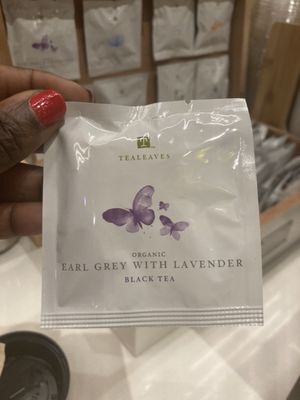 TEALEAVES
ORGANIC
EARL GREY WITH LAVENDER
BLACK TEA